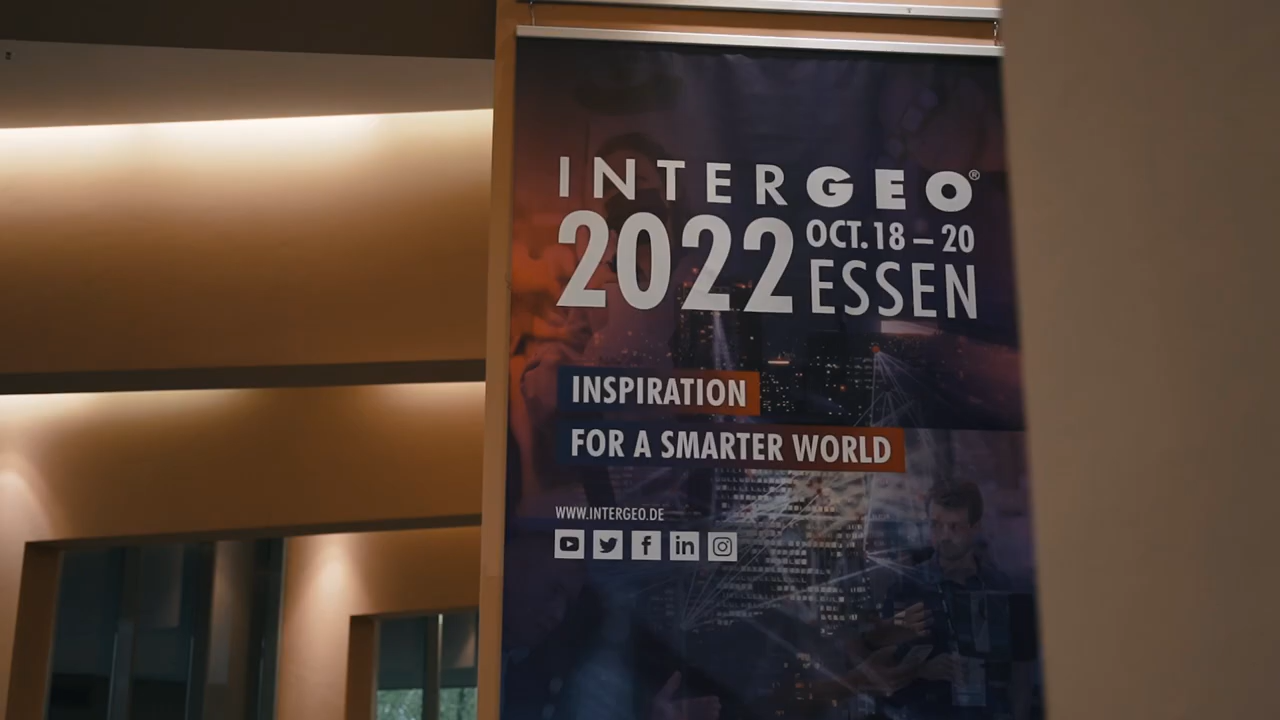 INTERGEO®
2022 OCT. 18 – 20
ESSEN
INSPIRATION
FOR A SMARTER WORLD
WWW.INTERGEO.DE